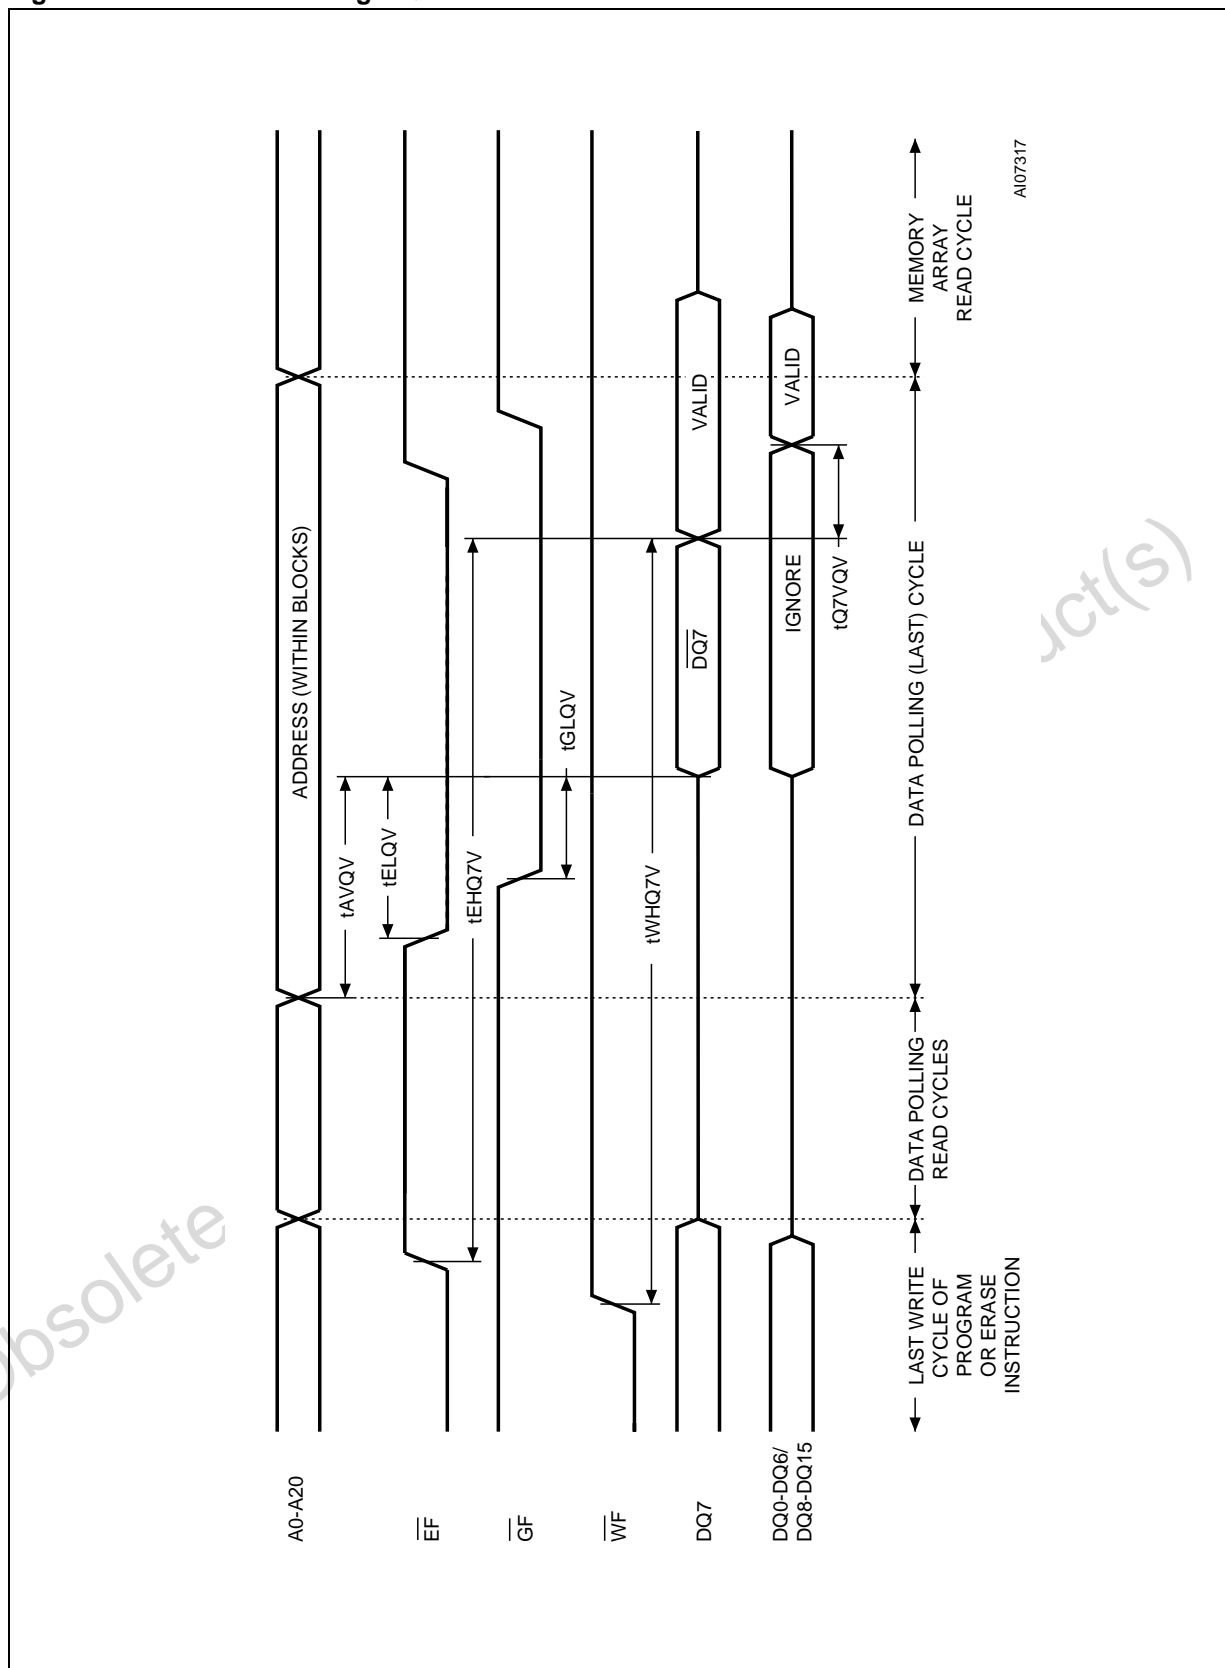 A0-A20
EF
GF
WF
DQ7
DQ0-DQ6/
DQ8-DQ15
ADDRESS (WITHIN BLOCKS)
tAVQV
tELQV
tEHQ7V
tGLQV
tWHQ7V
DQ7
VALID
IGNORE
VALID
tQ7VQV
LAST WRITE
CYCLE OF
PROGRAM
OR ERASE
INSTRUCTION
DATA POLLING
READ CYCLES
DATA POLLING (LAST) CYCLE
MEMORY
ARRAY
READ CYCLE
AI07317
uct(s)